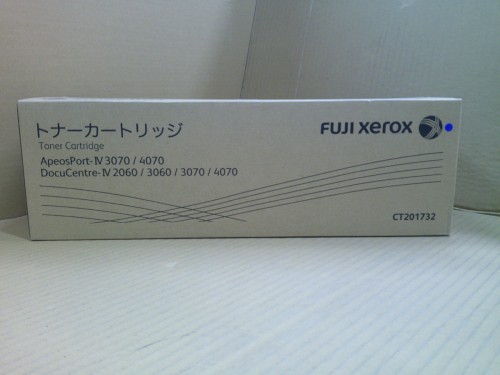 トナーカートリッジ
Toner Cartridge
ApeosPort-Ⅳ 3070 / 4070
DocuCentre-Ⅳ 2060 / 3060 / 3070 / 4070
FUJI xerox
CT201732